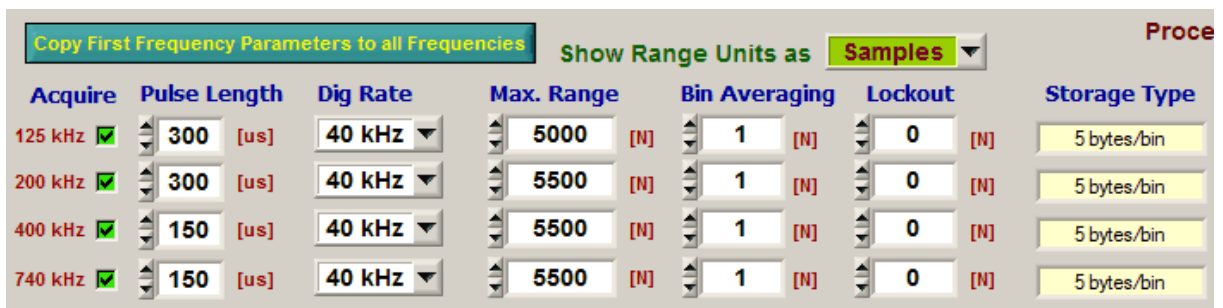 Copy First Frequency Parameters to all Frequencies
Show Range Units as Samples
Proce
Acquire Pulse Length Dig Rate Max. Range Bin Averaging Lockout Storage Type
125 kHz 300 [us] 40 kHz 5000 [N] 1 [N] 0 [N] 5 bytes/bin
200 kHz 300 [us] 40 kHz 5500 [N] 1 [N] 0 [N] 5 bytes/bin
400 kHz 150 [us] 40 kHz 5500 [N] 1 [N] 0 [N] 5 bytes/bin
740 kHz 150 [us] 40 kHz 5500 [N] 1 [N] 0 [N] 5 bytes/bin